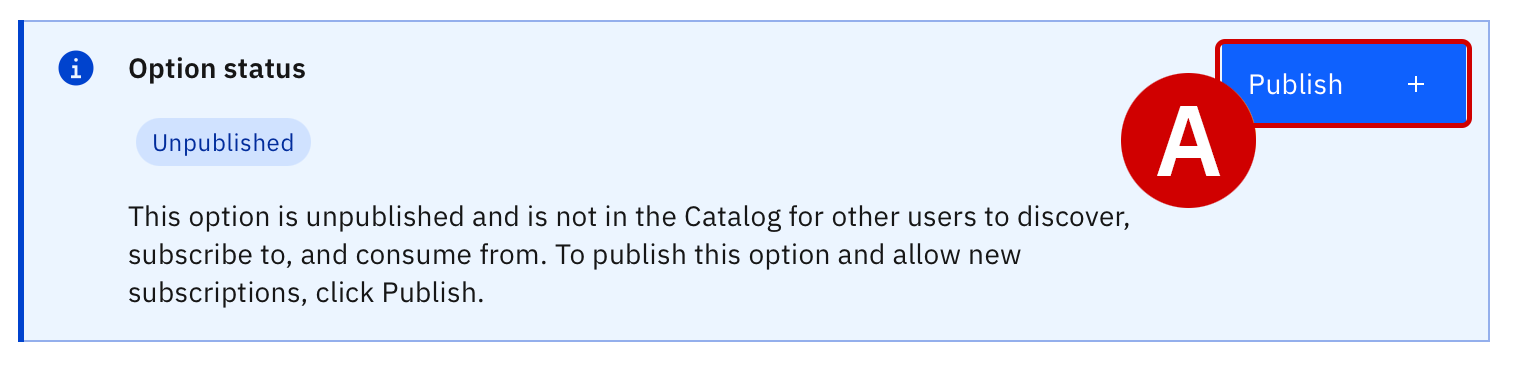 Option status
Publish +
A
Unpublished
This option is unpublished and is not in the Catalog for other users to discover,
subscribe to, and consume from. To publish this option and allow new
subscriptions, click Publish.